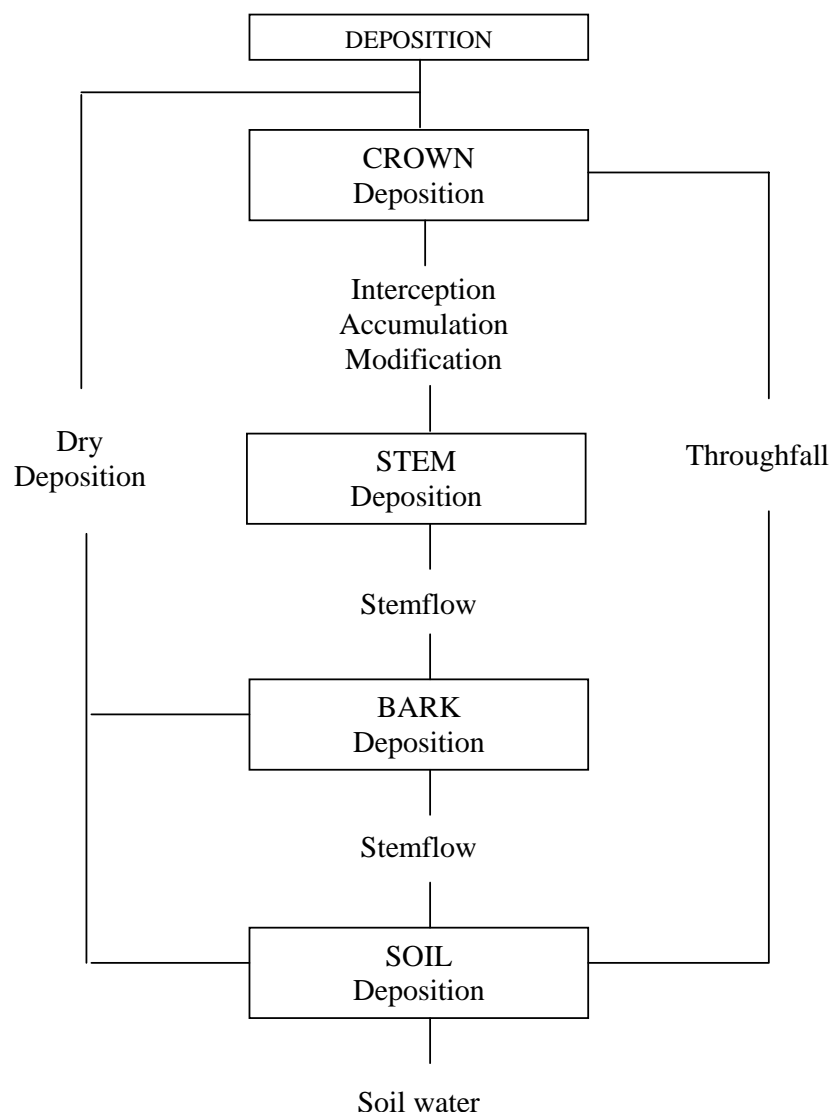 DEPOSITION
CROWN
Deposition
Interception
Accumulation
Modification
Dry
Deposition
STEM
Deposition
Throughfall
Stemflow
BARK
Deposition
Stemflow
SOIL
Deposition
Soil water